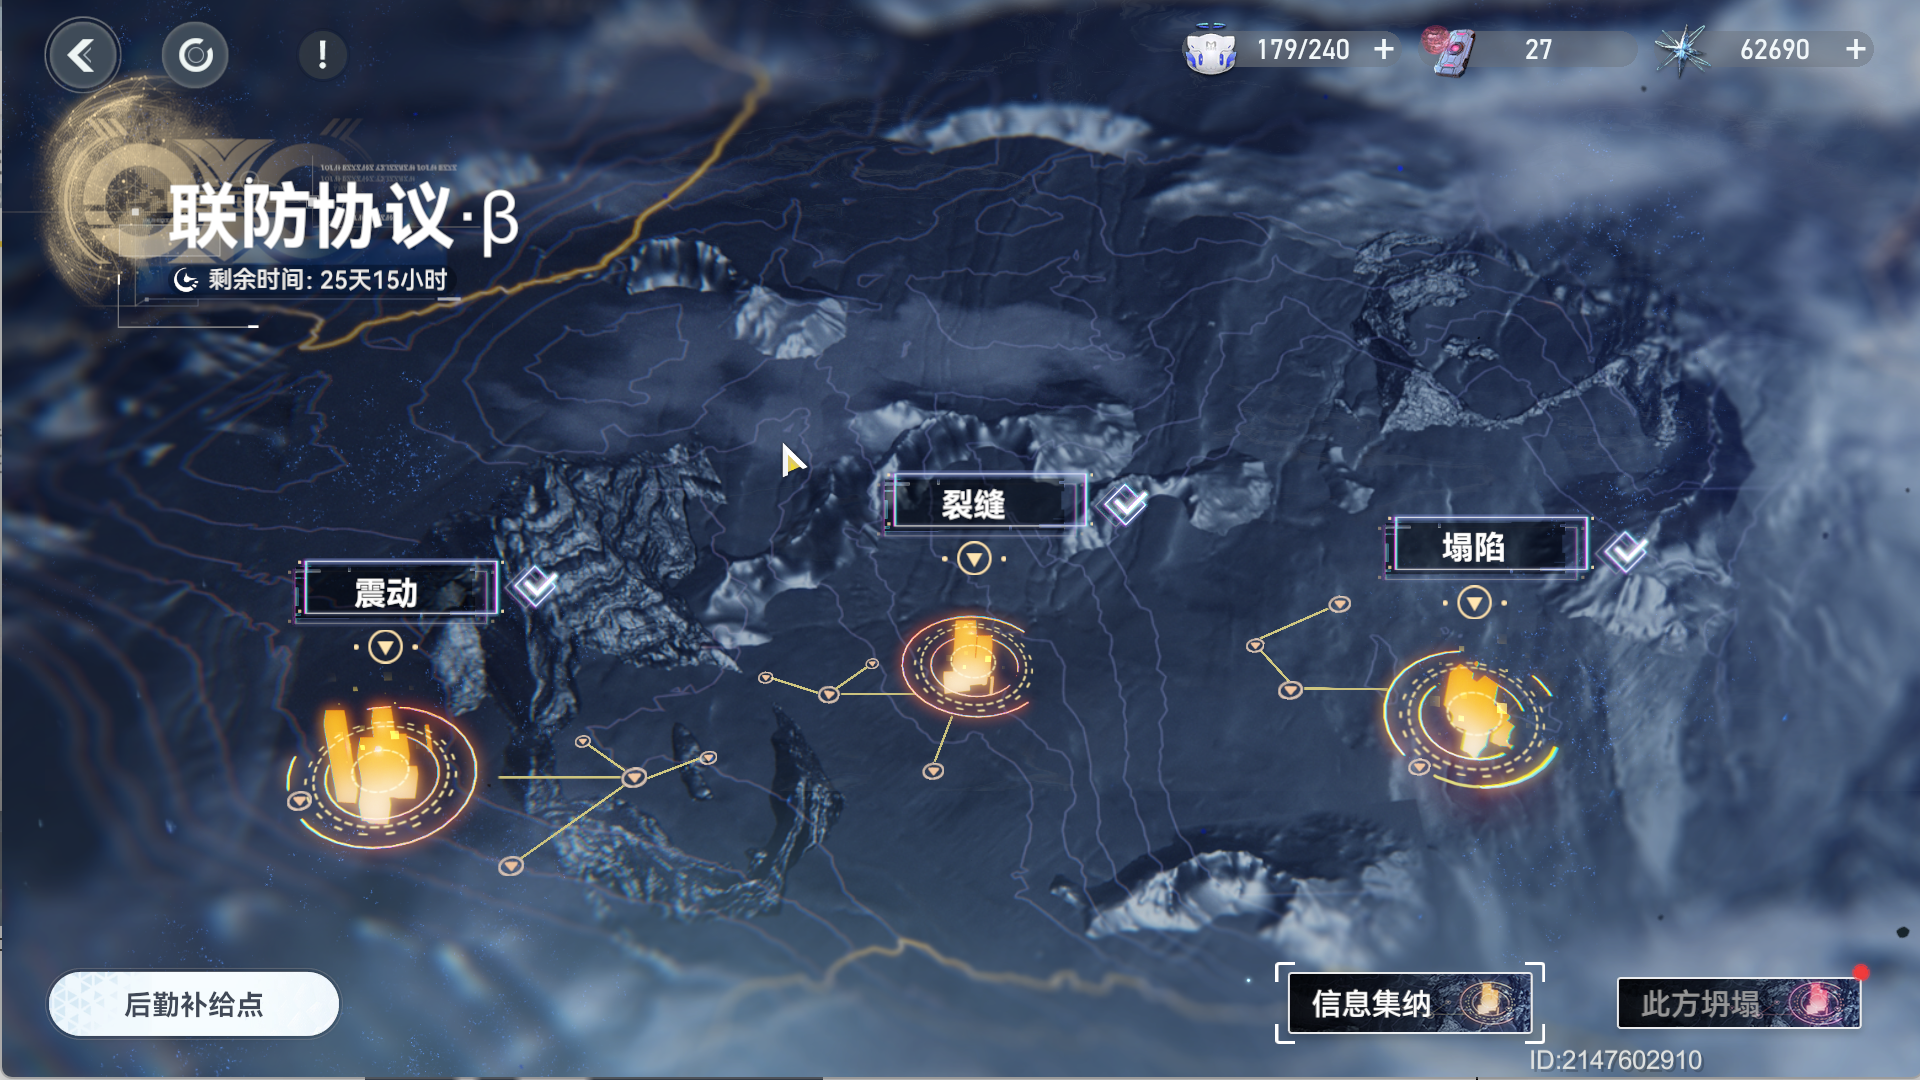 179/240
27
62690
联防协议·β
剩余时间: 25天15小时
裂缝
塌陷
震动
后勤补给点
信息集纳
此方坍塌
ID:2147602910